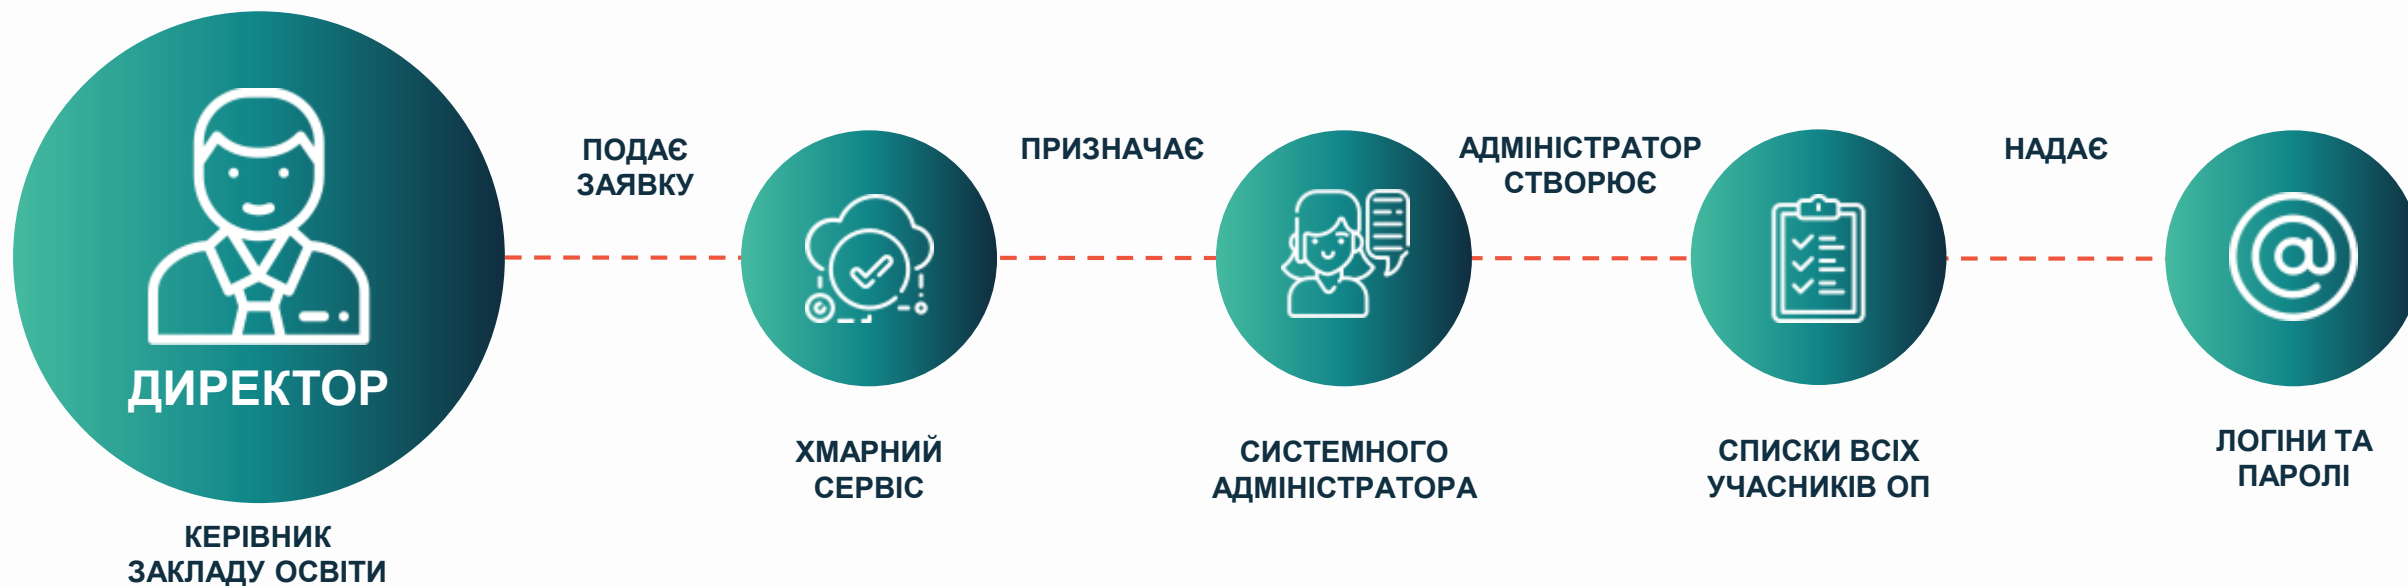 ДИРЕКТОР
КЕРІВНИК
ЗАКЛАДУ ОСВІТИ
ПОДАЄ
ЗАЯВКУ
ХМАРНИЙ
СЕРВІС
ПРИЗНАЧАЄ
СИСТЕМНОГО
АДМІНІСТРАТОРА
АДМІНІСТРАТОР
СТВОРЮЄ
СПИСКИ ВСІХ
УЧАСНИКІВ ОП
НАДАЄ
@
ЛОГІНИ ТА
ПАРОЛІ